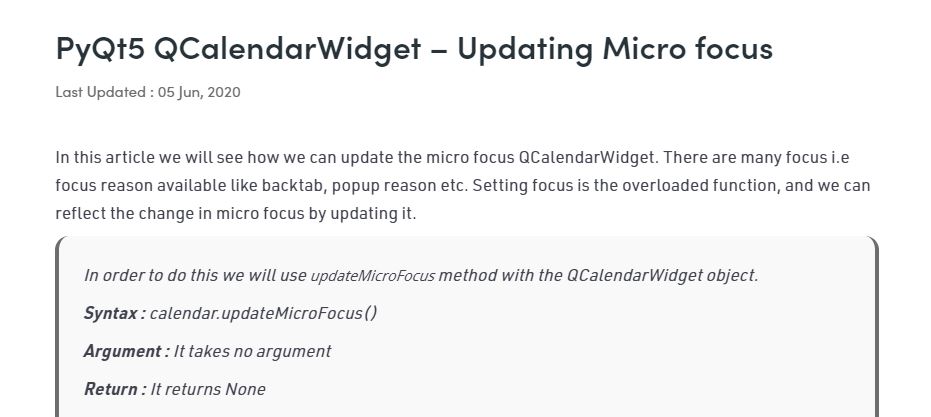 PyQt5 QCalendarWidget – Updating Micro focus
Last Updated : 05 Jun, 2020
In this article we will see how we can update the micro focus QCalendarWidget. There are many focus i.e
focus reason available like backtab, popup reason etc. Setting focus is the overloaded function, and we can
reflect the change in micro focus by updating it.
In order to do this we will use updateMicroFocus method with the QCalendarWidget object.
Syntax : calendar.updateMicroFocus()
Argument : It takes no argument
Return : It returns None